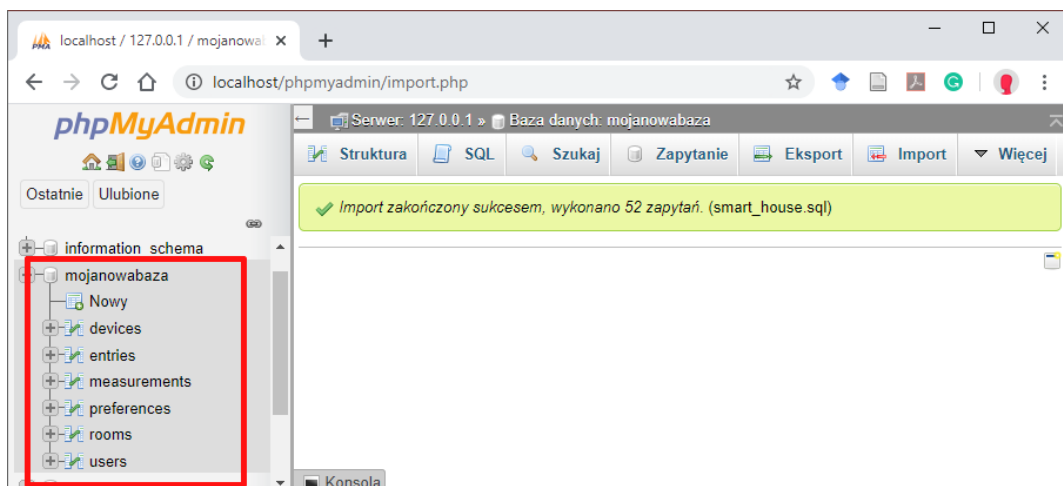 localhost / 127.0.0.1 / mojanowab
localhost/phpmyadmin/import.php
phpMyAdmin
Ostatnie Ulubione
information_schema
mojanowabaza
Nowy
devices
entries
measurements
preferences
rooms
users
Serwer: 127.0.0.1 » Baza danych: mojanowabaza
Struktura SQL Szukaj Zapytanie Eksport Import Więcej
Import zakończony sukcesem, wykonano 52 zapytań. (smart_house.sql)
Konsola